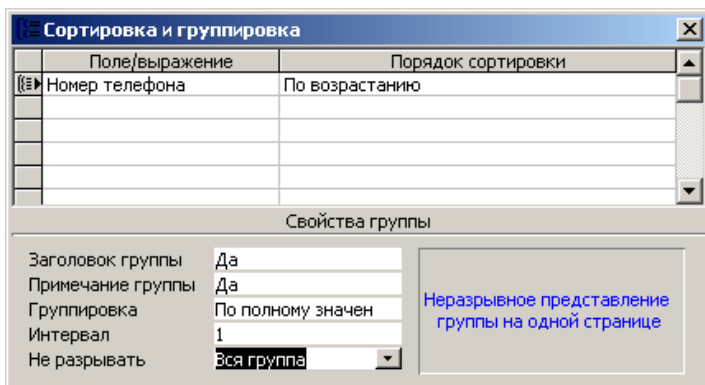 Сортировка и группировка
Поле/выражение Порядок сортировки
Номер телефона По возрастанию
Свойства группы
Заголовок группы Да
Примечание группы Да
Группировка По полному значен
Интервал 1
Не разрывать Вся группа
Неразрывное представление
группы на одной странице